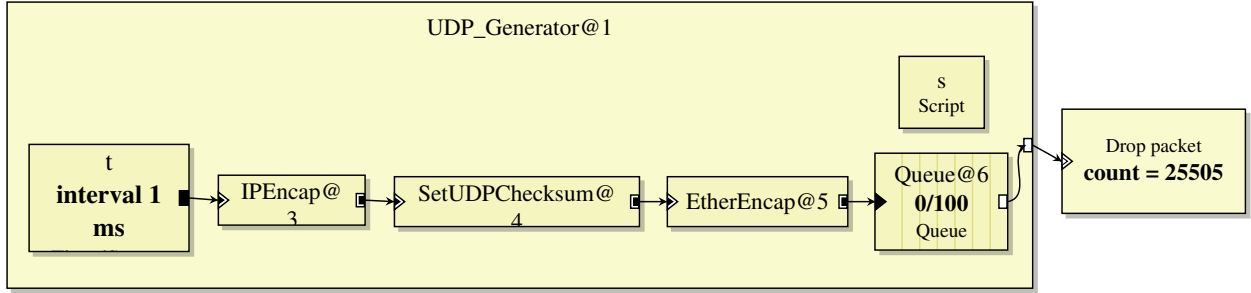 UDP_Generator@1
s
Script
t
interval 1
ms
IPEncap@
3
SetUDPChecksum@
4
EtherEncap@5
Queue@6
0/100
Queue
Drop packet
count = 25505